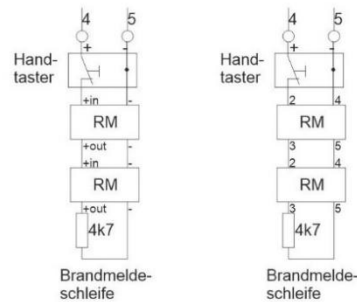 4 5
+ -
Hand-
taster
+in -
RM
+out -
+in -
RM
+out -
4k7
Brandmelde-
schleife
4 5
+ -
Hand-
taster
2 4
RM
3 5
2 4
RM
3 5
4k7
Brandmelde-
schleife